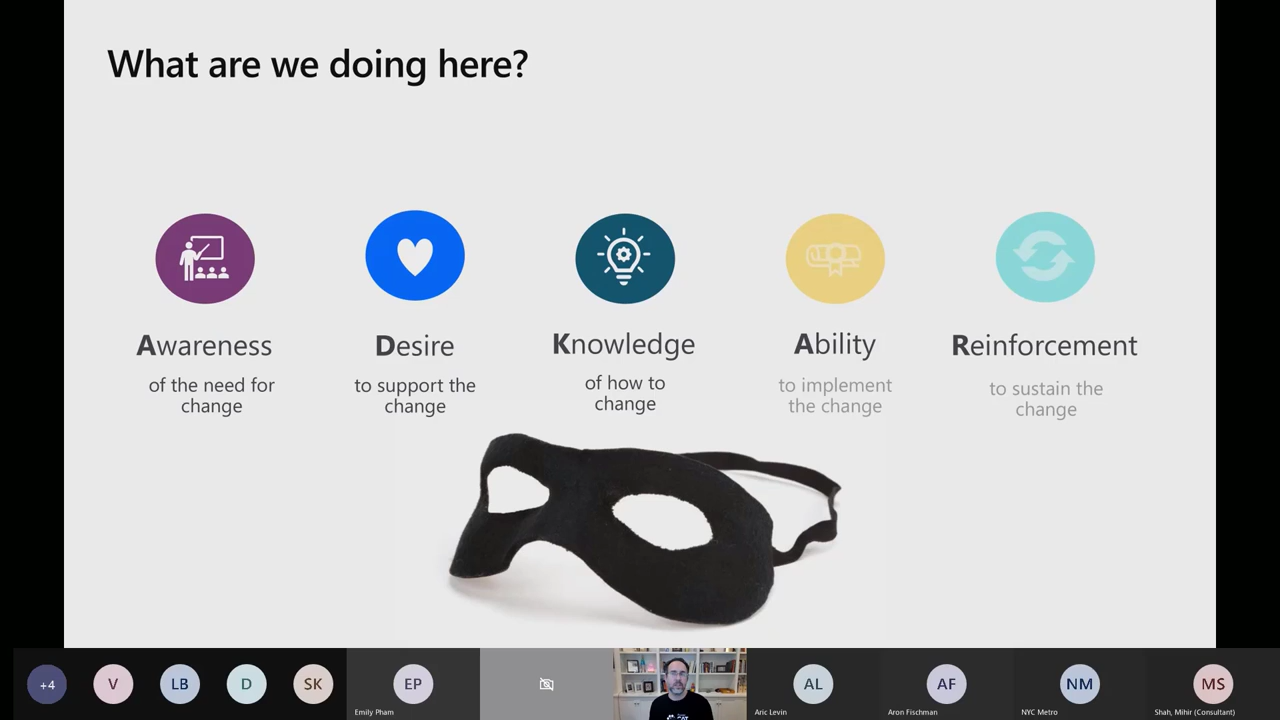 What are we doing here?
Awareness
of the need for
change
Desire
to support the
change
Knowledge
of how to
change
Ability
to implement
the change
Reinforcement
to sustain the
change
+4
V
LB
D
SK
EP
Emily Pham
AL
Aric Levin
AF
Aron Fischman
NM
NYC Metro
MS
Shah, Mihir (Consultant)